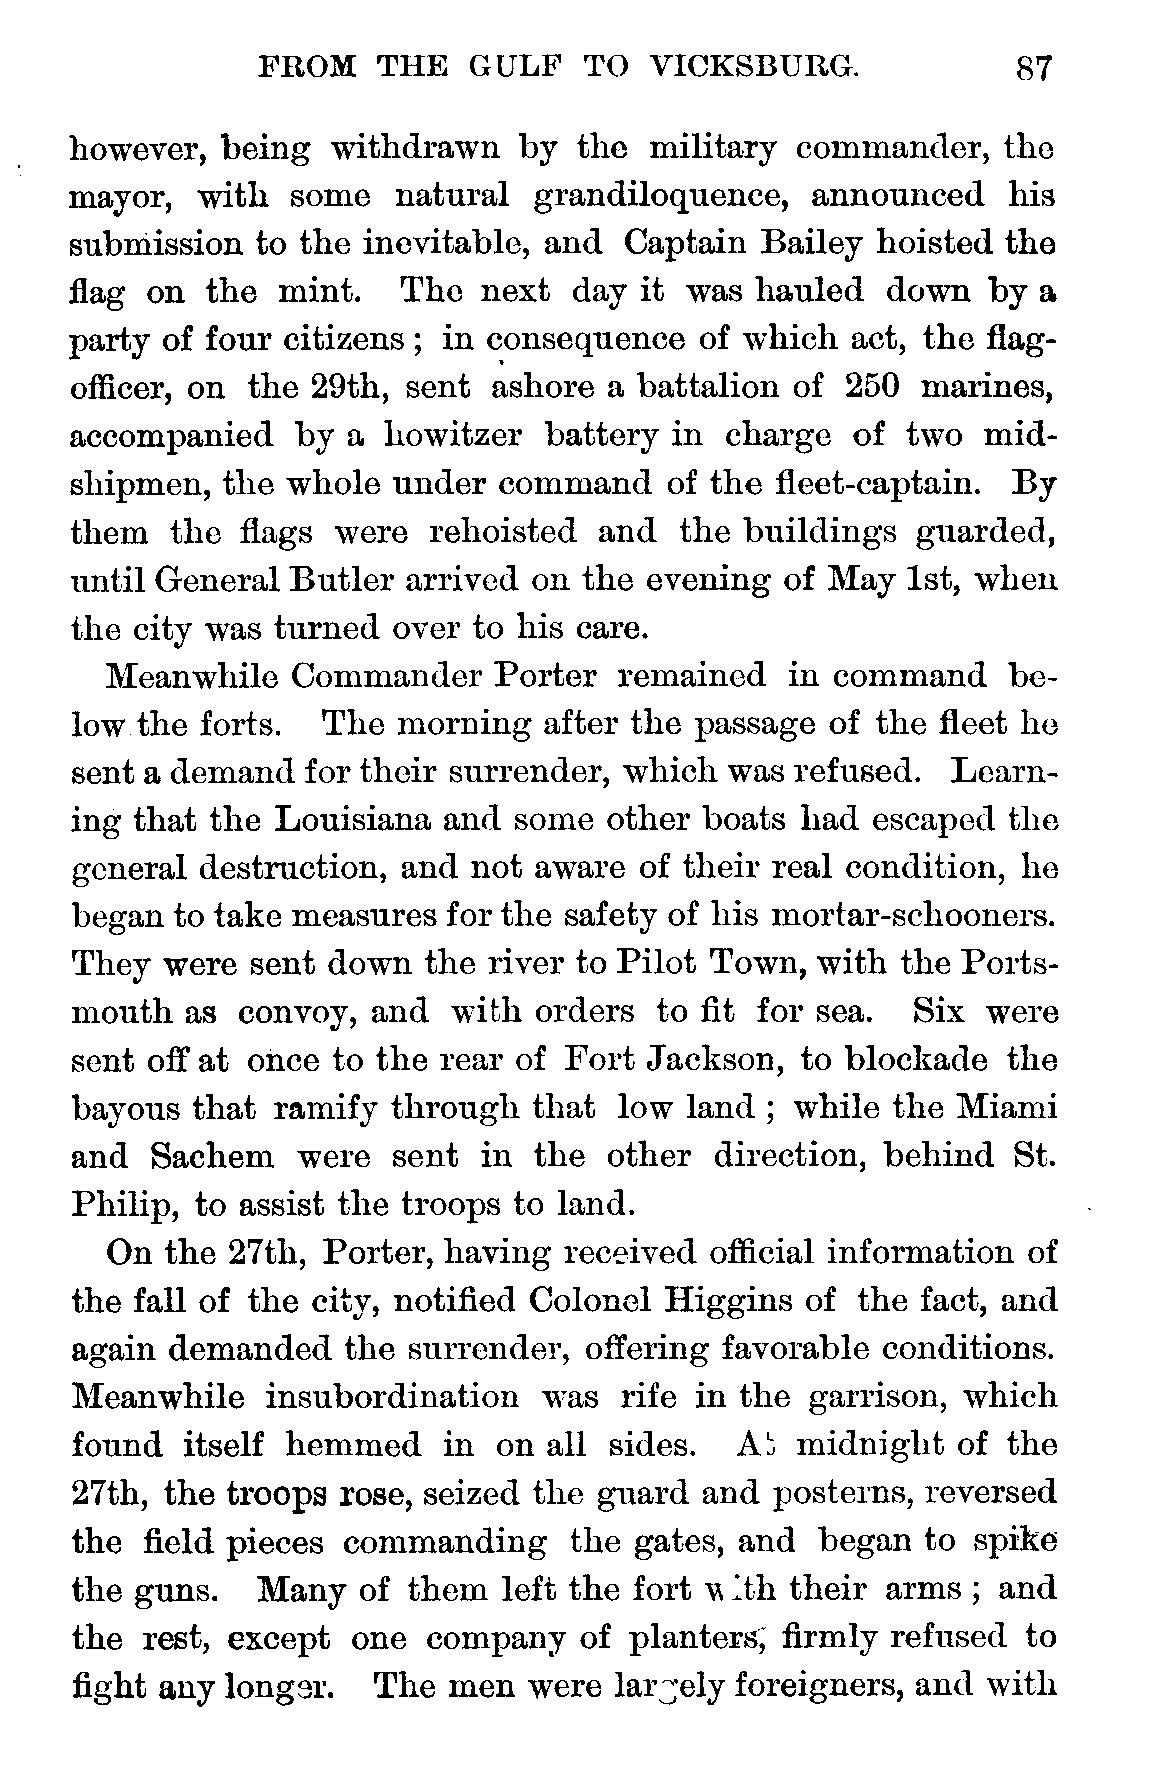 FROM THE GULF TO VICKSBURG. 87
however, being withdrawn by the military commander, the
mayor, with some natural grandiloquence, announced his
submission to the inevitable, and Captain Bailey hoisted the
flag on the mint. The next day it was hauled down by a
party of four citizens ; in consequence of which act, the flag-
officer, on the 29th, sent ashore a battalion of 250 marines,
accompanied by a howitzer battery in charge of two mid-
shipmen, the whole under command of the fleet-captain. By
them the flags were rehoisted and the buildings guarded,
until General Butler arrived on the evening of May 1st, when
the city was turned over to his care.
Meanwhile Commander Porter remained in command be-
low the forts. The morning after the passage of the fleet he
sent a demand for their surrender, which was refused. Learn-
ing that the Louisiana and some other boats had escaped the
general destruction, and not aware of their real condition, he
began to take measures for the safety of his mortar-schooners.
They were sent down the river to Pilot Town, with the Ports-
mouth as convoy, and with orders to fit for sea. Six were
sent off at once to the rear of Fort Jackson, to blockade the
bayous that ramify through that low land ; while the Miami
and Sachem were sent in the other direction, behind St.
Philip, to assist the troops to land.
On the 27th, Porter, having received official information of
the fall of the city, notified Colonel Higgins of the fact, and
again demanded the surrender, offering favorable conditions.
Meanwhile insubordination was rife in the garrison, which
found itself hemmed in on all sides. At midnight of the
27th, the troops rose, seized the guard and posterns, reversed
the field pieces commanding the gates, and began to spike
the guns. Many of them left the fort with their arms ; and
the rest, except one company of planters, firmly refused to
fight any longer. The men were largely foreigners, and with